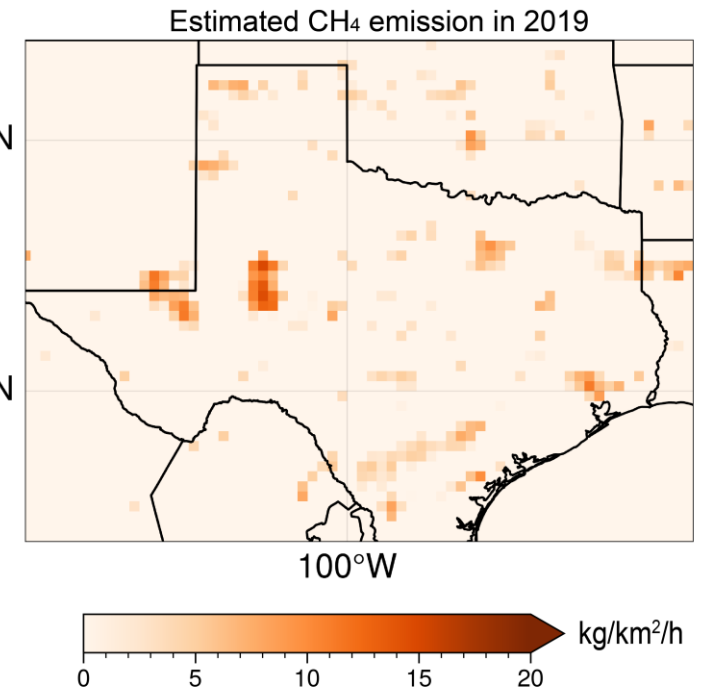 Estimated CH₄ emission in 2019
N
N
100°W
kg/km²/h
0 5 10 15 20